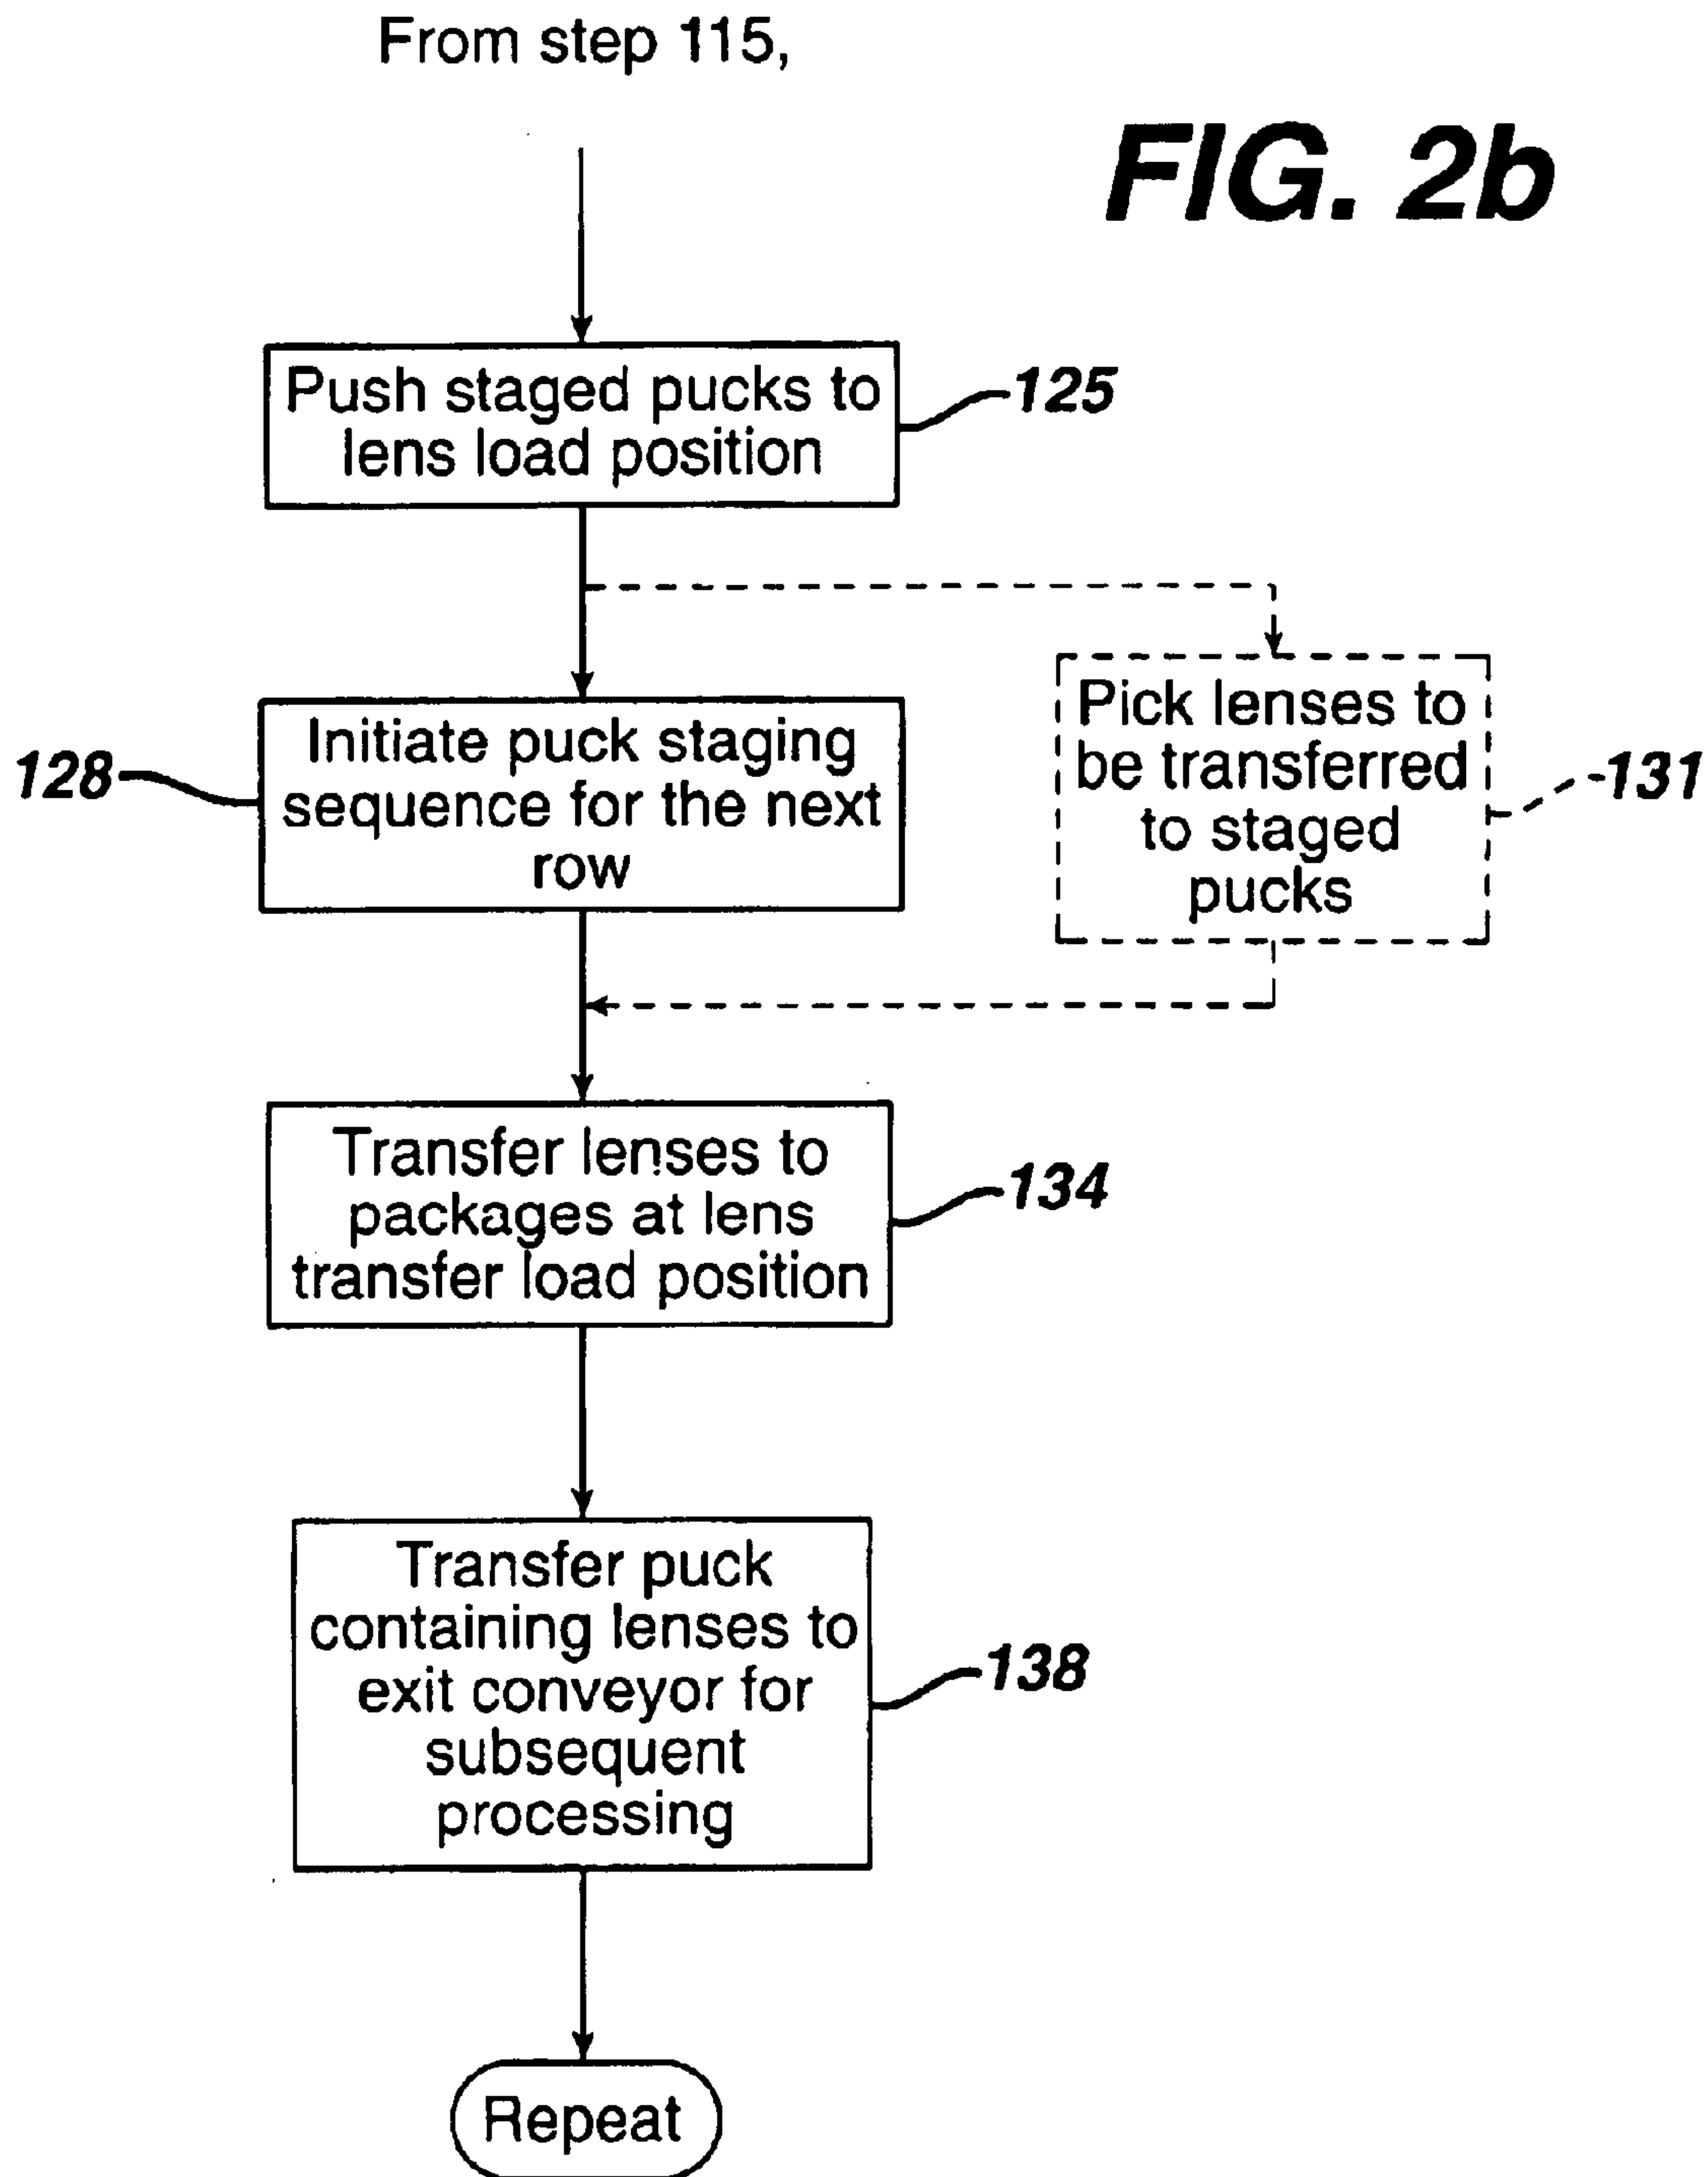 From step 115,
FIG. 2b
Push staged pucks to
lens load position
125
Initiate puck staging
sequence for the next
row
128
Pick lenses to
be transferred
to staged
pucks
131
Transfer lenses to
packages at lens
transfer load position
134
Transfer puck
containing lenses to
exit conveyor for
subsequent
processing
138
Repeat